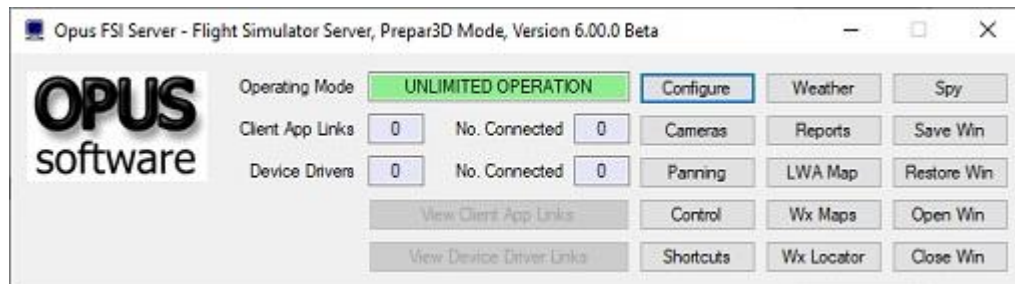 Opus FSI Server - Flight Simulator Server, Prepar3D Mode, Version 6.00.0 Beta
OPUS
software
Operating Mode UNLIMITED OPERATION Configure Weather Spy
Client App Links 0 No. Connected 0 Cameras Reports Save Win
Device Drivers 0 No. Connected 0 Panning LWA Map Restore Win
View Client App Links Control Wx Maps Open Win
View Device Driver Links Shortcuts Wx Locator Close Win